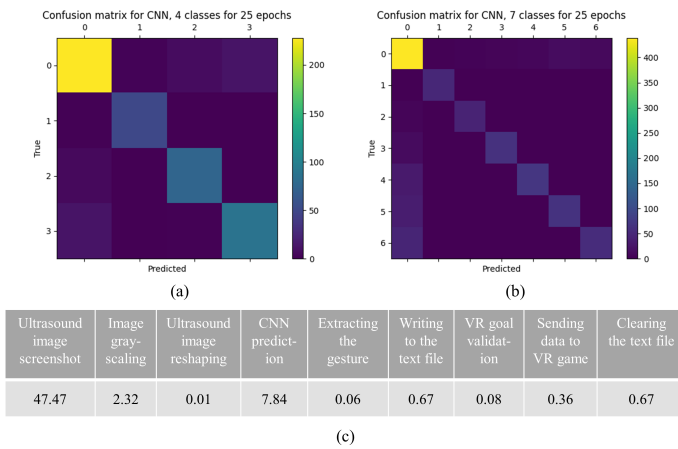 Confusion matrix for CNN, 4 classes for 25 epochs
0 1 2 3
0
1
2
3
True
Predicted
200
150
100
50
0
(a)
Confusion matrix for CNN, 7 classes for 25 epochs
0 1 2 3 4 5 6
0
1
2
3
4
5
6
True
Predicted
400
350
300
250
200
150
100
50
0
(b)
Ultrasound Image Ultrasound CNN Extracting Writing VR goal Sending Clearing
image gray- image predict- the to the validat- data to the text file
screenshot scaling reshaping ion gesture text file ion VR game
47.47 2.32 0.01 7.84 0.06 0.67 0.08 0.36 0.67
(c)